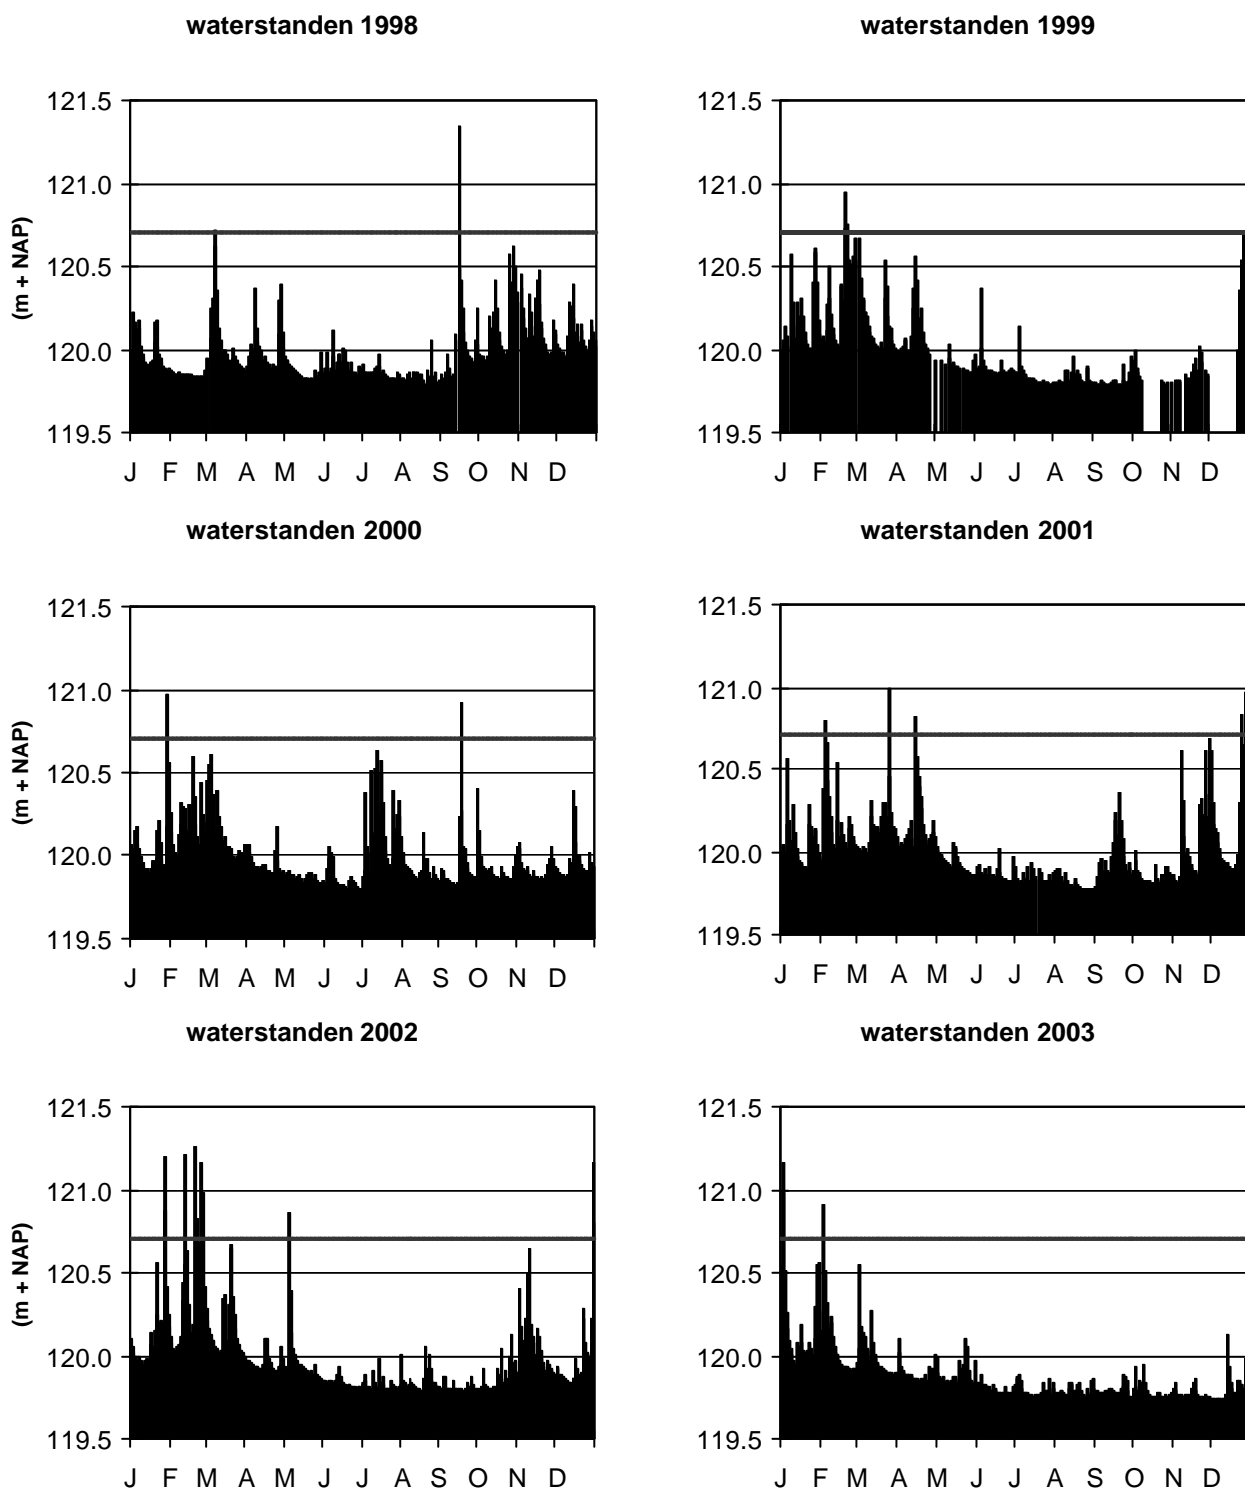 waterstanden 1998
waterstanden 1999
(m + NAP)
121.5
121.0
120.5
120.0
119.5
J F M A M J J A S O N D
121.5
121.0
120.5
120.0
119.5
J F M A M J J A S O N D
waterstanden 2000
waterstanden 2001
(m + NAP)
121.5
121.0
120.5
120.0
119.5
J F M A M J J A S O N D
121.5
121.0
120.5
120.0
119.5
J F M A M J J A S O N D
waterstanden 2002
waterstanden 2003
(m + NAP)
121.5
121.0
120.5
120.0
119.5
J F M A M J J A S O N D
121.5
121.0
120.5
120.0
119.5
J F M A M J J A S O N D